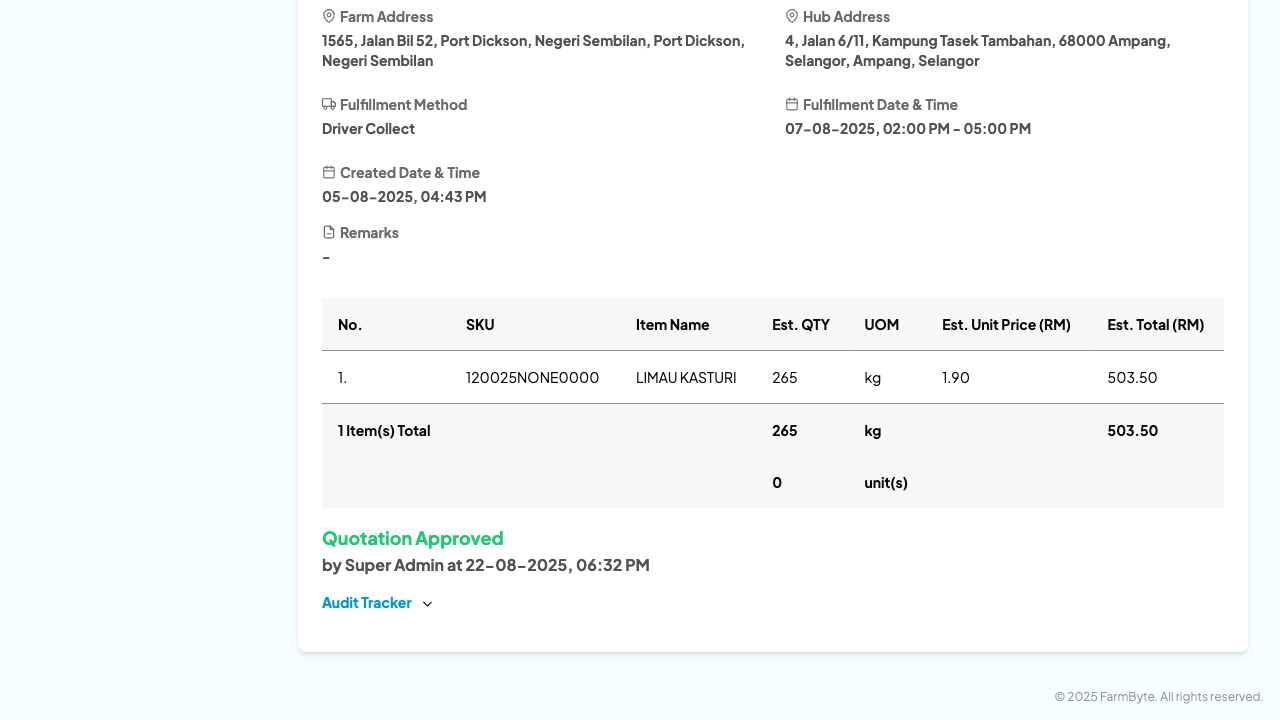 Farm Address
1565, Jalan Bil 52, Port Dickson, Negeri Sembilan, Port Dickson,
Negeri Sembilan
Hub Address
4, Jalan 6/11, Kampung Tasek Tambahan, 68000 Ampang,
Selangor, Ampang, Selangor
Fulfillment Method
Driver Collect
Fulfillment Date & Time
07-08-2025, 02:00 PM - 05:00 PM
Created Date & Time
05-08-2025, 04:43 PM
Remarks
-
No. SKU Item Name Est. QTY UOM Est. Unit Price (RM) Est. Total (RM)
1. 120025NONE0000 LIMAU KASTURI 265 kg 1.90 503.50
1 Item(s) Total 265 kg 503.50
0 unit(s)
Quotation Approved
by Super Admin at 22-08-2025, 06:32 PM
Audit Tracker
© 2025 FarmByte. All rights reserved.